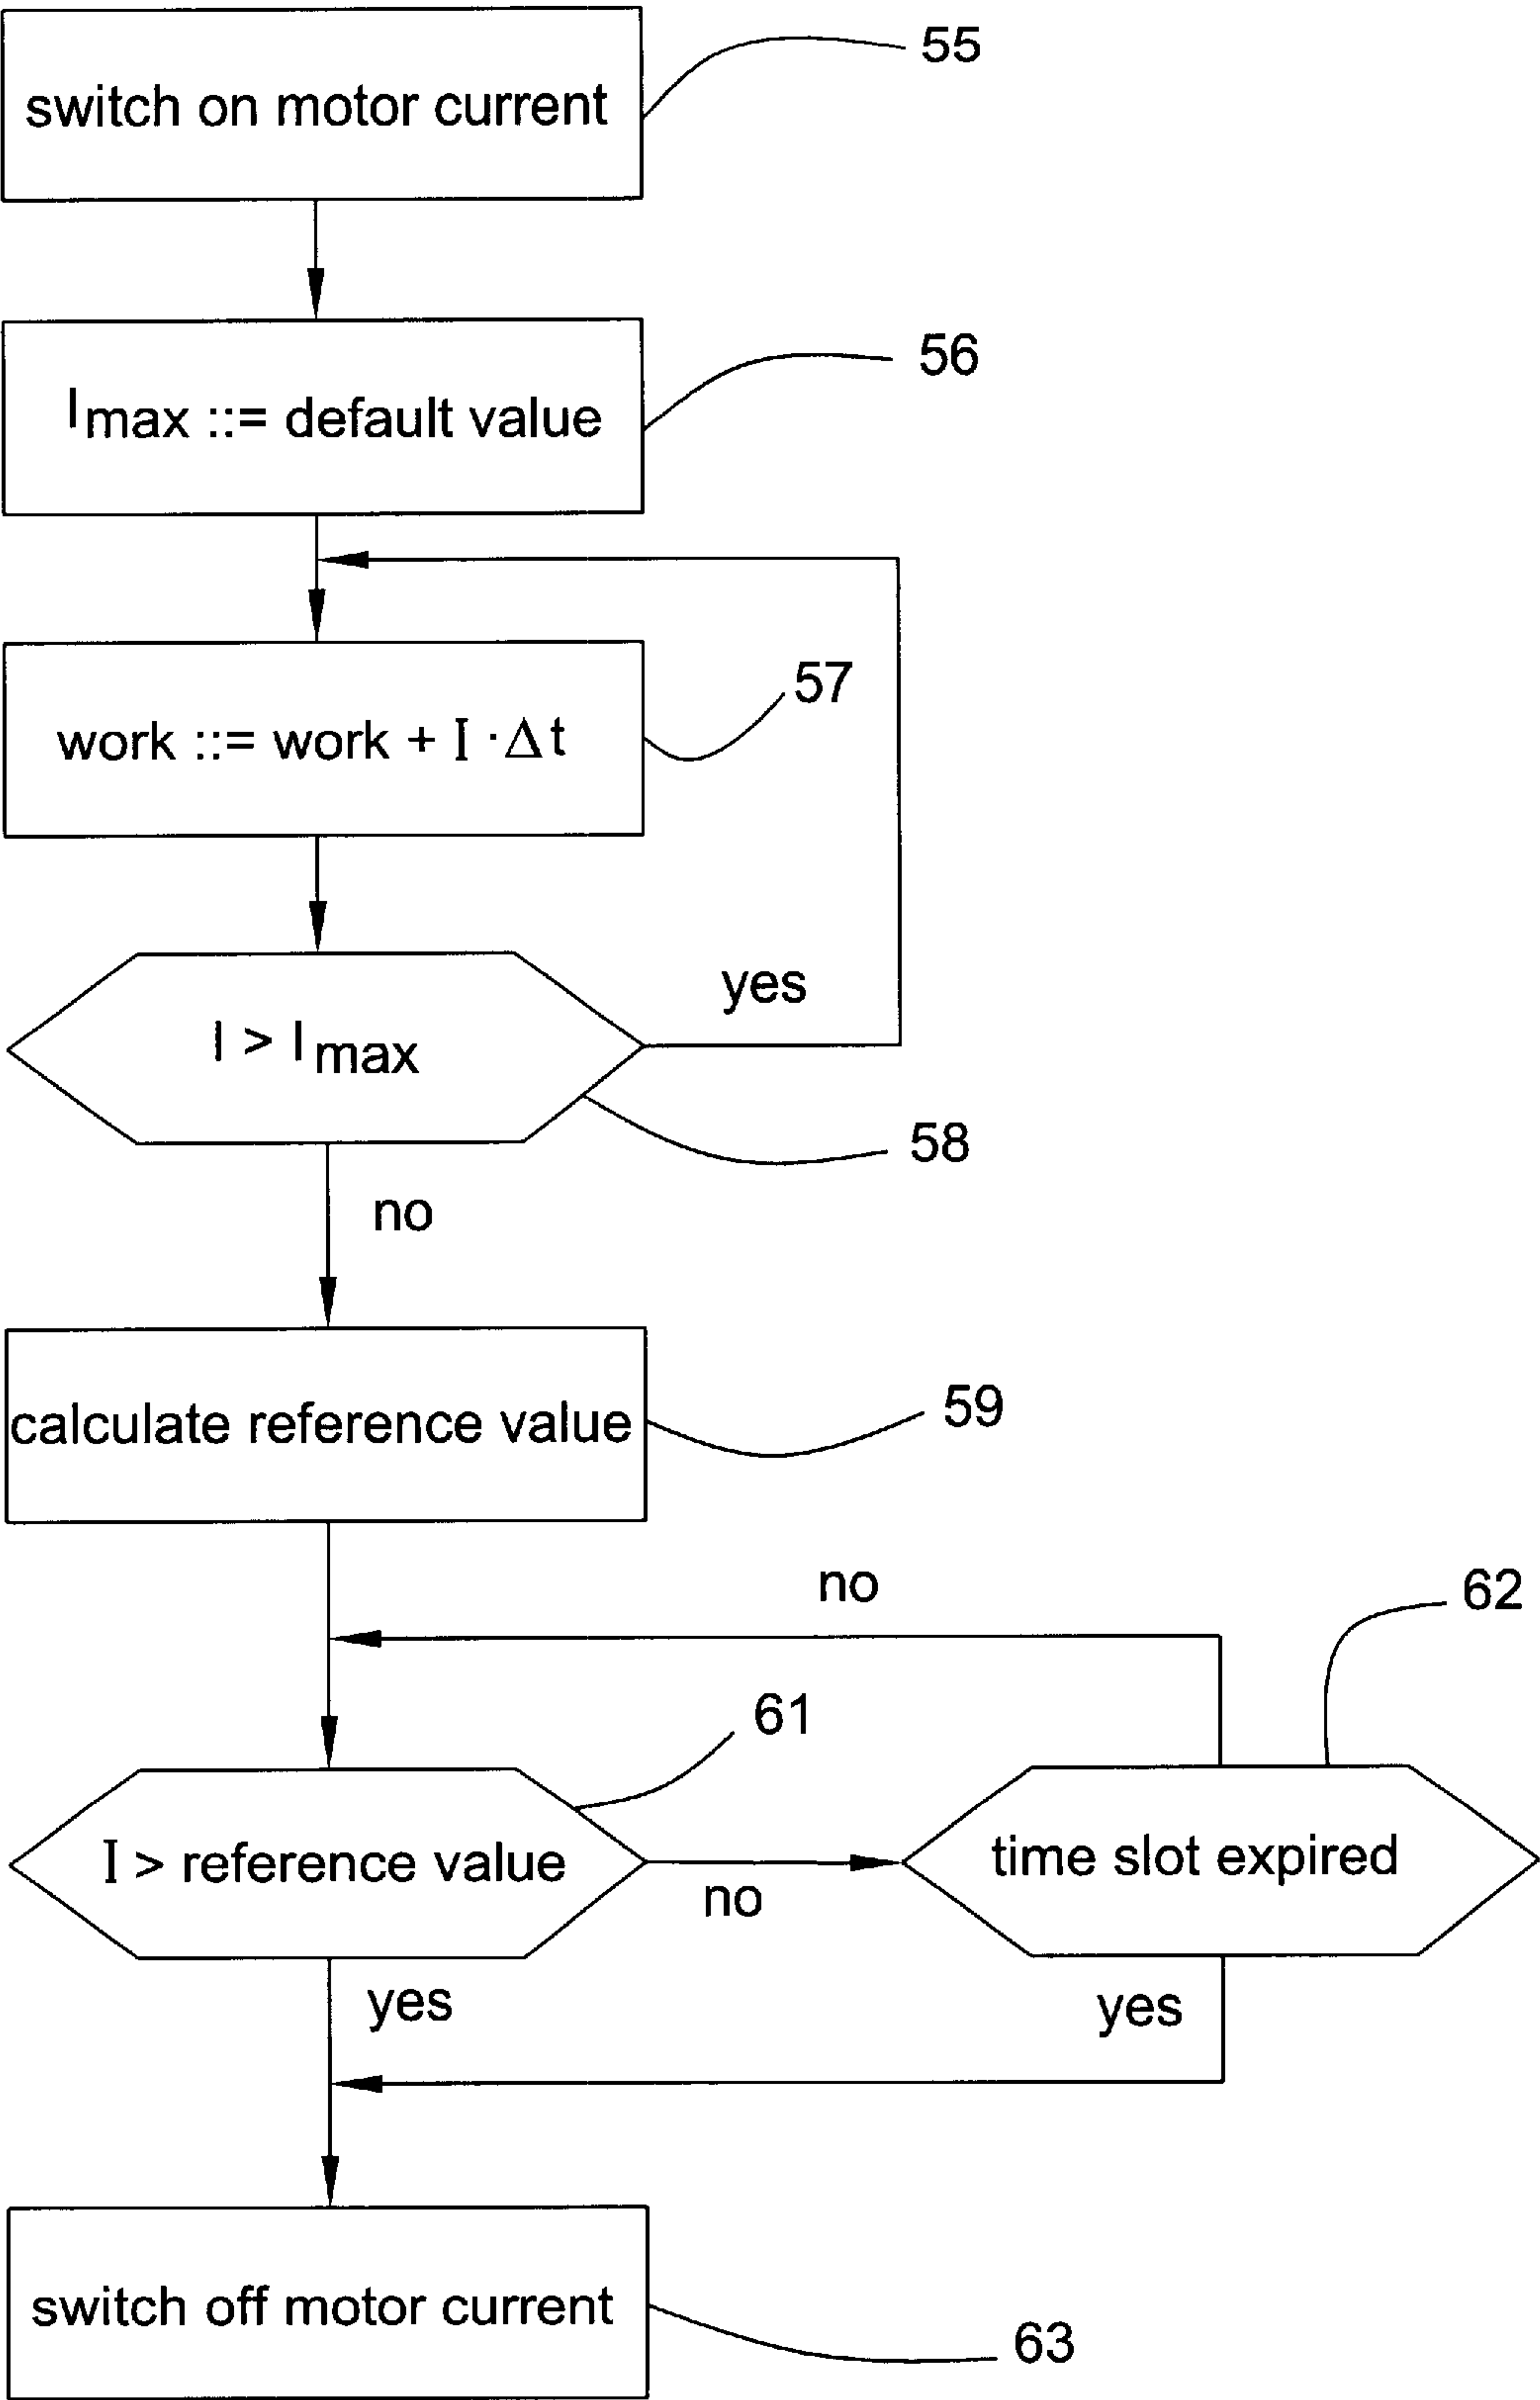 55
switch on motor current
56
Imax ::= default value
57
work ::= work + I ·Δt
yes
I > Imax
58
no
calculate reference value
59
no
62
61
I > reference value
no
time slot expired
yes
yes
switch off motor current
63